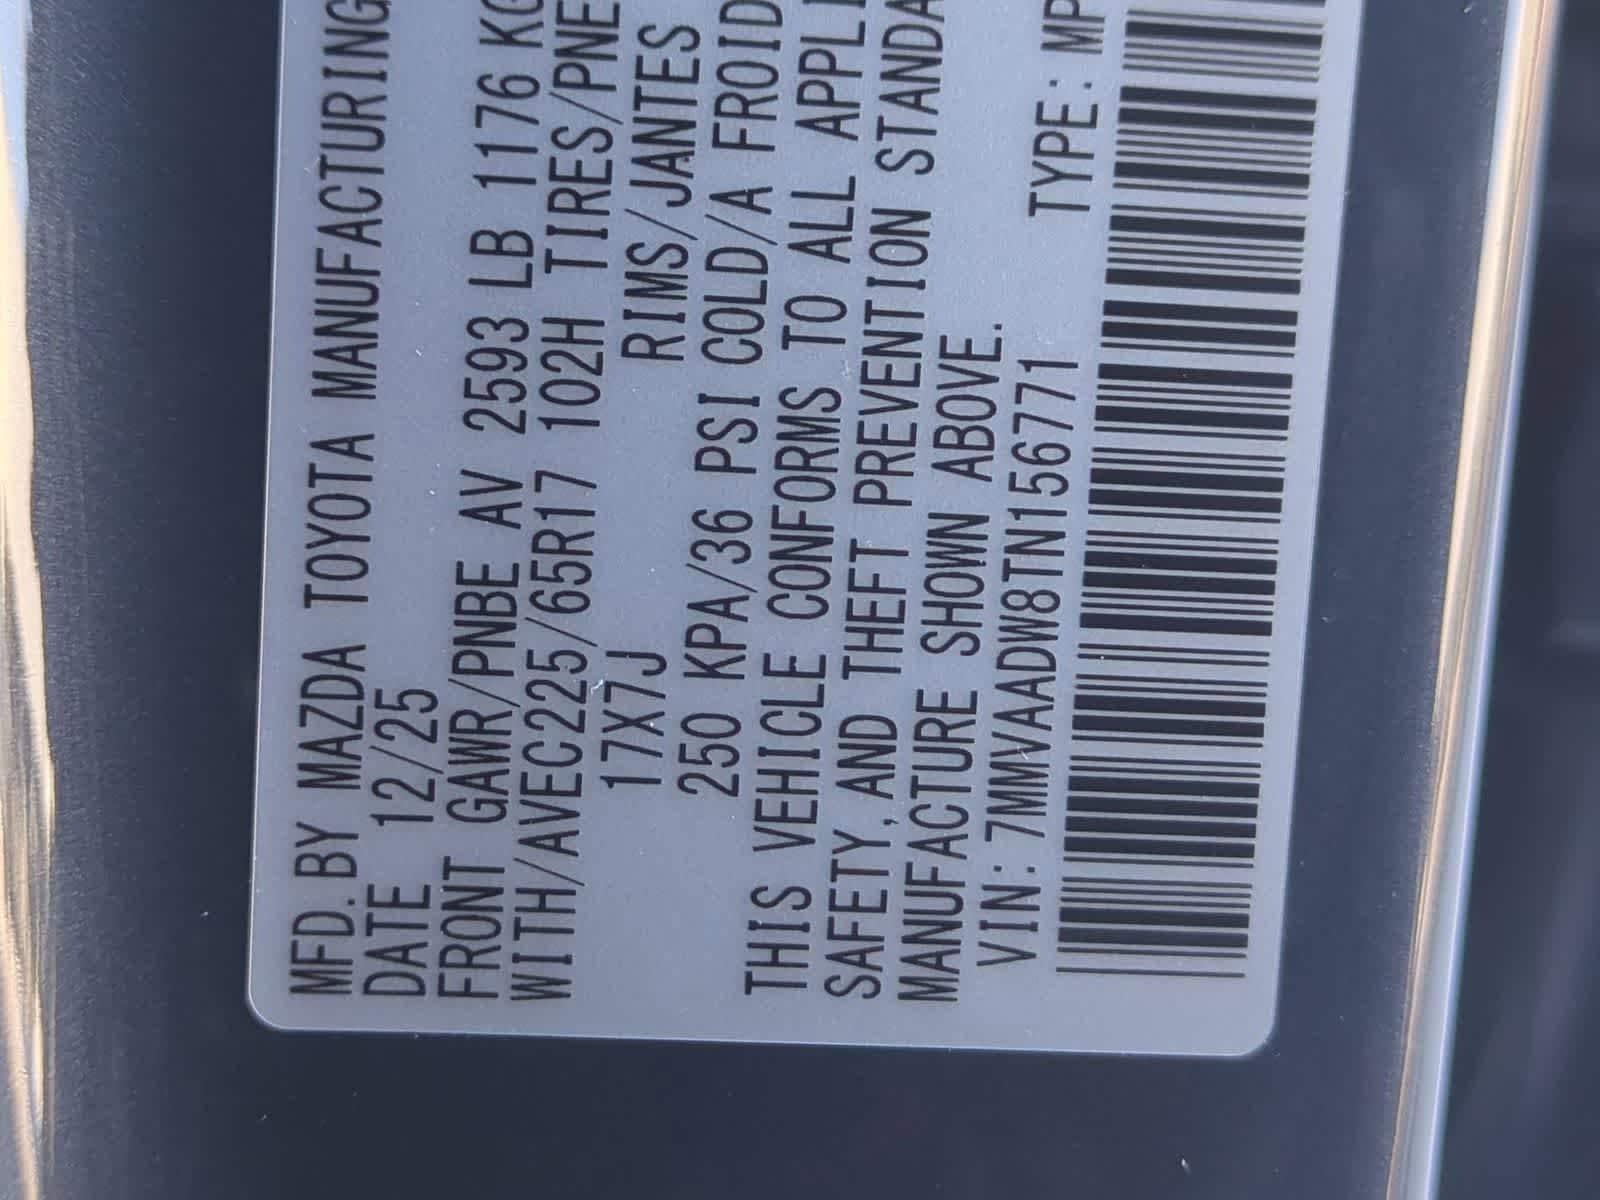 MFD. BY MAZDA TOYOTA MANUFACTURING
DATE 12/25
FRONT GAWR/PNBE AV 2593 LB 1176 KG
WITH/AVEC225/65R17 102H TIRES/PNE
17X7J RIMS/JANTES
250 KPA/36 PSI COLD/A FROID
THIS VEHICLE CONFORMS TO ALL APPLI
SAFETY, AND THEFT PREVENTION STANDA
MANUFACTURE SHOWN ABOVE.
VIN: 7MMVAADW8TN156771 TYPE: MP